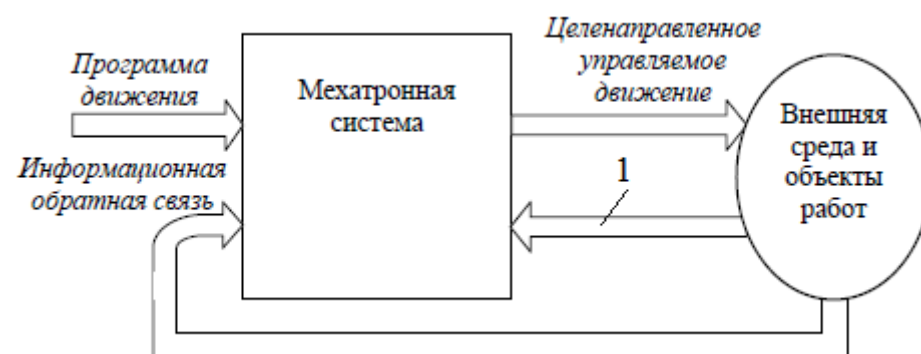 Программа
движения
Информационная
обратная связь
Мехатронная
система
Целенаправленное
управляемое
движение
1
Внешняя
среда и
объекты
работ